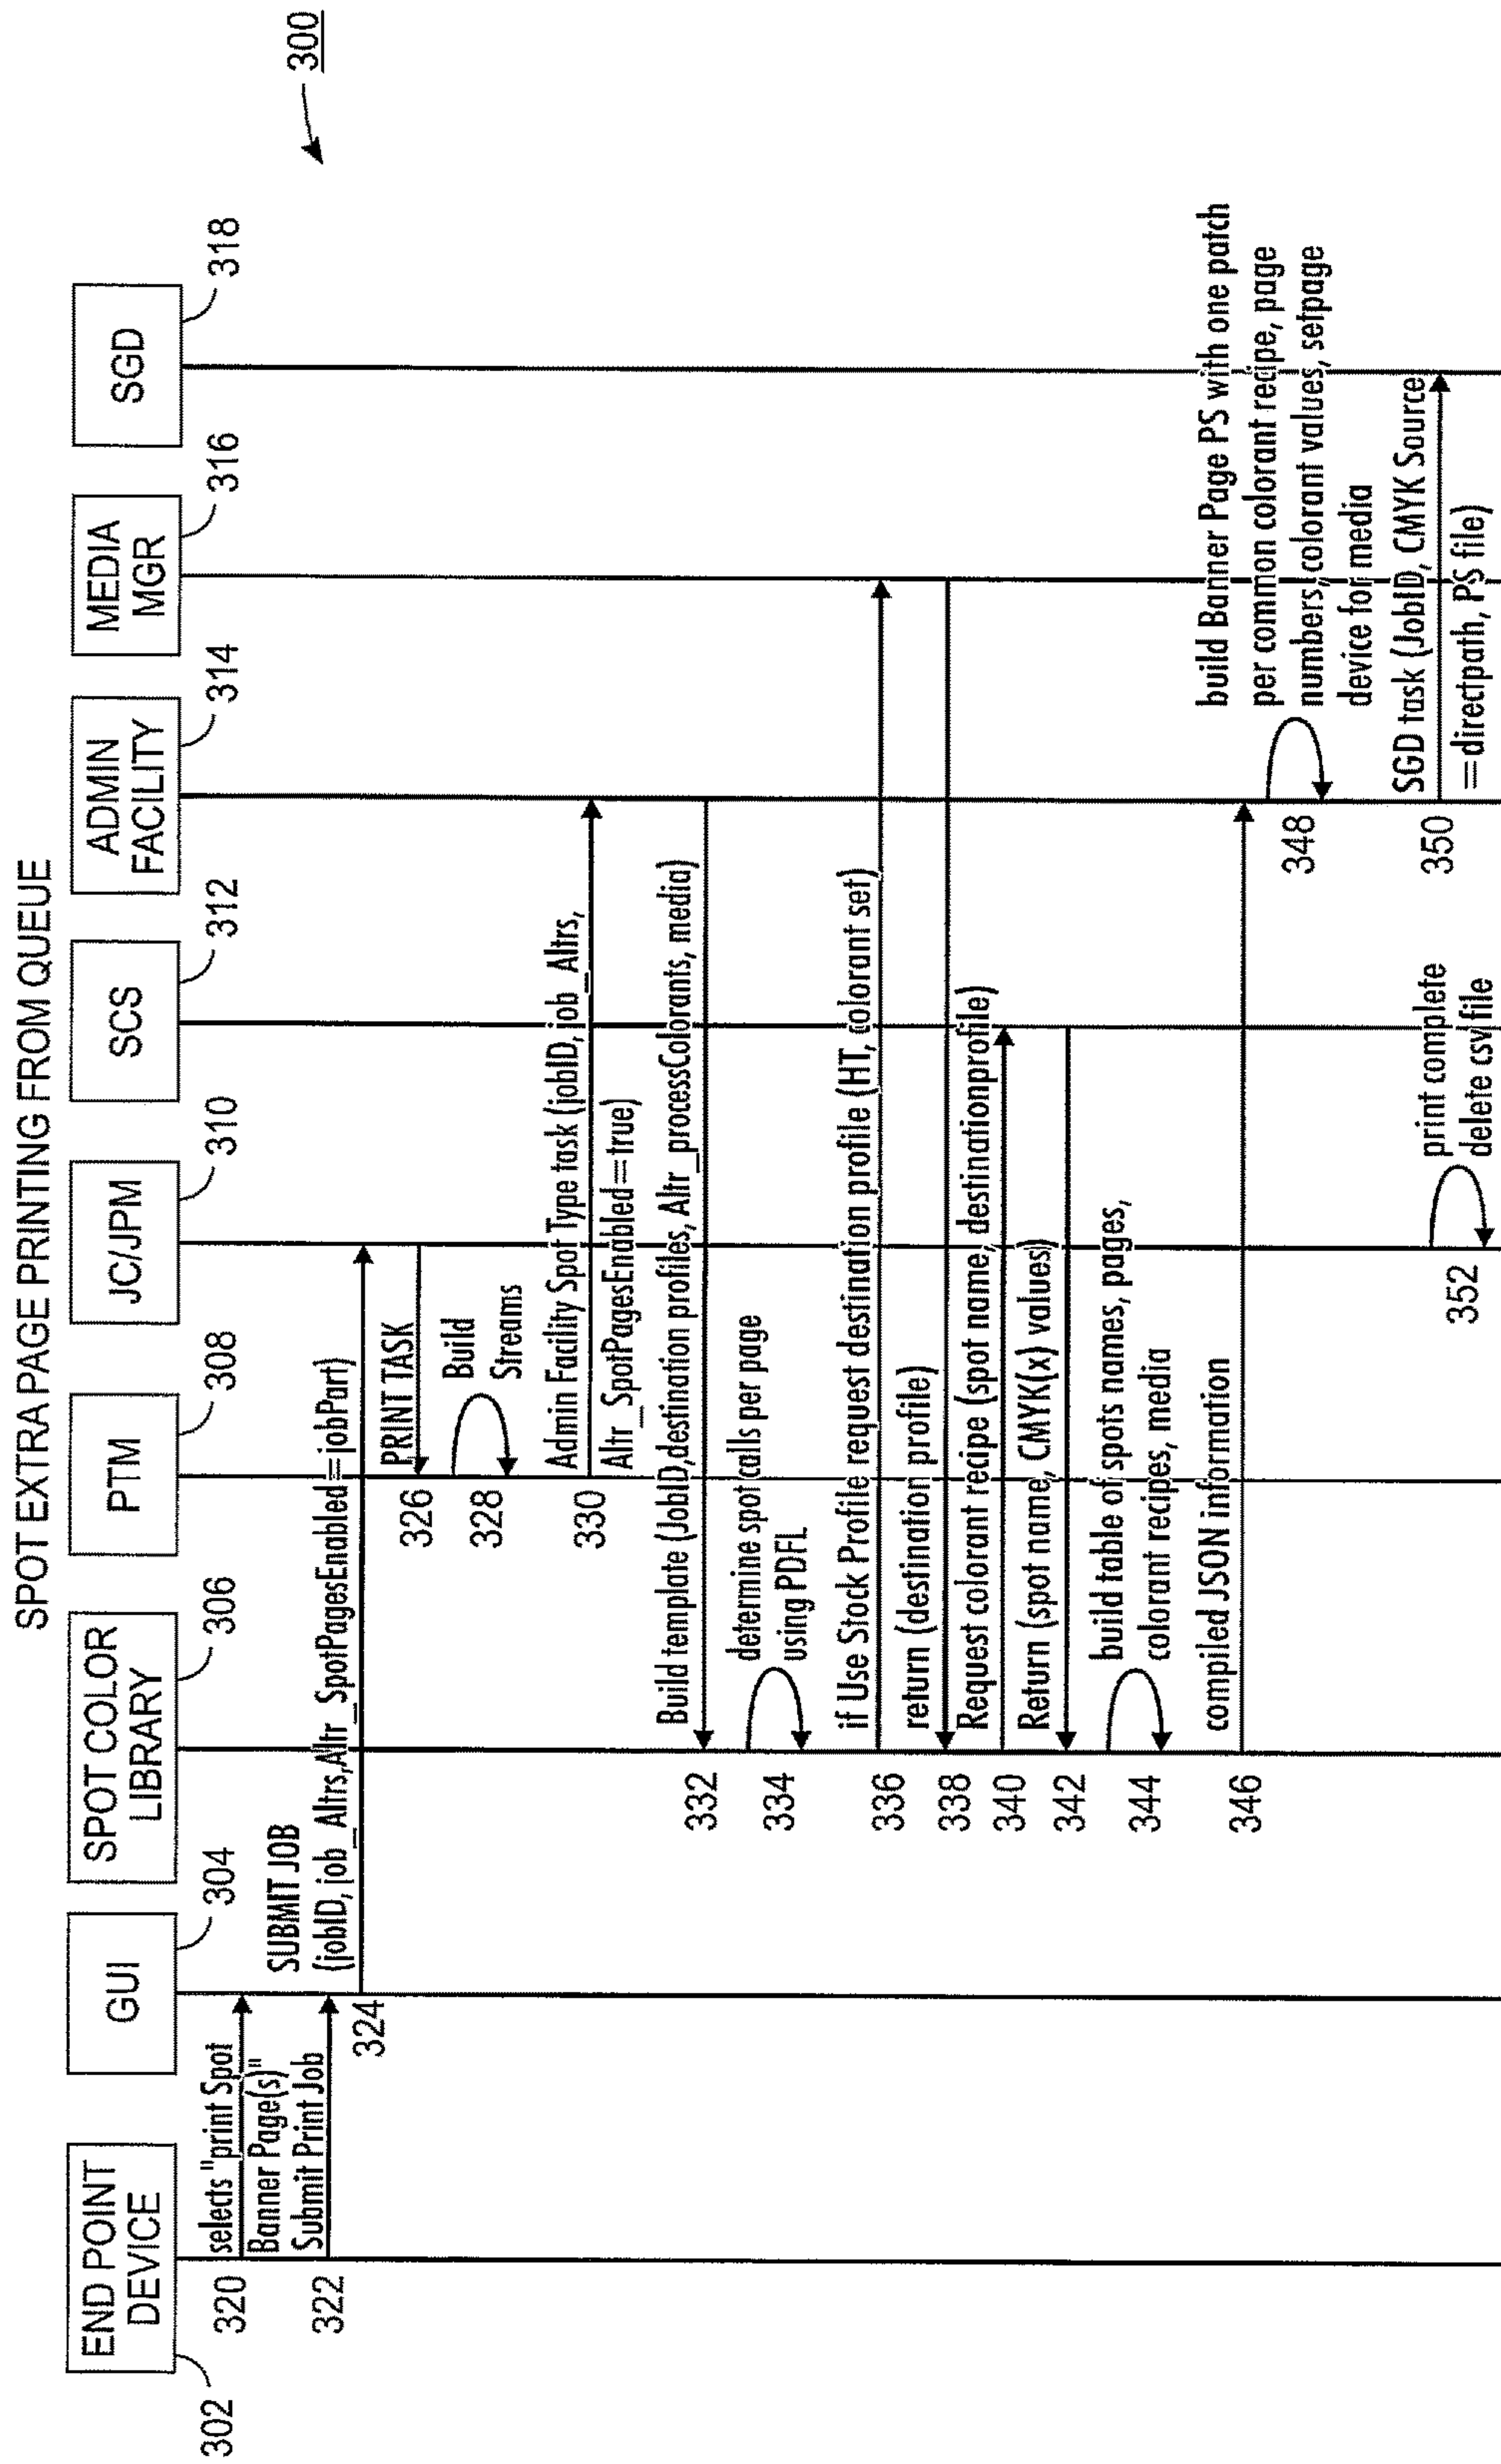 SPOT EXTRA PAGE PRINTING FROM QUEUE
300
END POINT
DEVICE
302
GUI
304
SPOT COLOR
LIBRARY
306
PTM
308
JC/JPM
310
SCS
312
ADMIN
FACILITY
314
MEDIA
MGR
316
SGD
318
320
selects "print Spot
Banner Page(s)"
322
Submit Print Job
SUBMIT JOB
(jobID, job_Altrs,Altr_SpotPagesEnabled=jobPart)
324
PRINT TASK
326
Build
Streams
328
Admin Facility Spot Type task (jobID, job_Altrs,
Altr_SpotPagesEnabled=true)
330
Build template (JobID,destination profiles, Altr_processColorants, media)
332
determine spot calls per page
using PDFL
334
if Use Stock Profile request destination profile (HT, colorant set)
336
return (destination profile)
338
Request colorant recipe (spot name, destinationprofile)
340
Return (spot name, CMYK(x) values)
342
build table of spots names, pages,
colorant recipes, media
344
compiled JSON information
346
build Banner Page PS with one patch
per common colorant recipe, page
numbers, colorant values, setpage
device for media
348
SGD task (JobID, CMYK Source
=directpath, PS file)
350
print complete
delete csv file
352